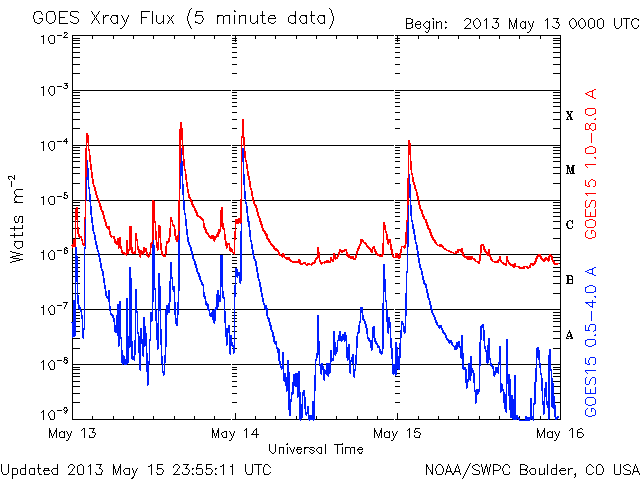 GOES Xray Flux (5 minute data)
Begin: 2013 May 13 0000 UTC
10-2
10-3
10-4
10-5
10-6
10-7
10-8
10-9
Watts m-2
X
M
C
B
A
GOES15 1.0-8.0 A
GOES15 0.5-4.0 A
May 13
May 14
May 15
May 16
Universal Time
Updated 2013 May 15 23:55:11 UTC
NOAA/SWPC Boulder, CO USA